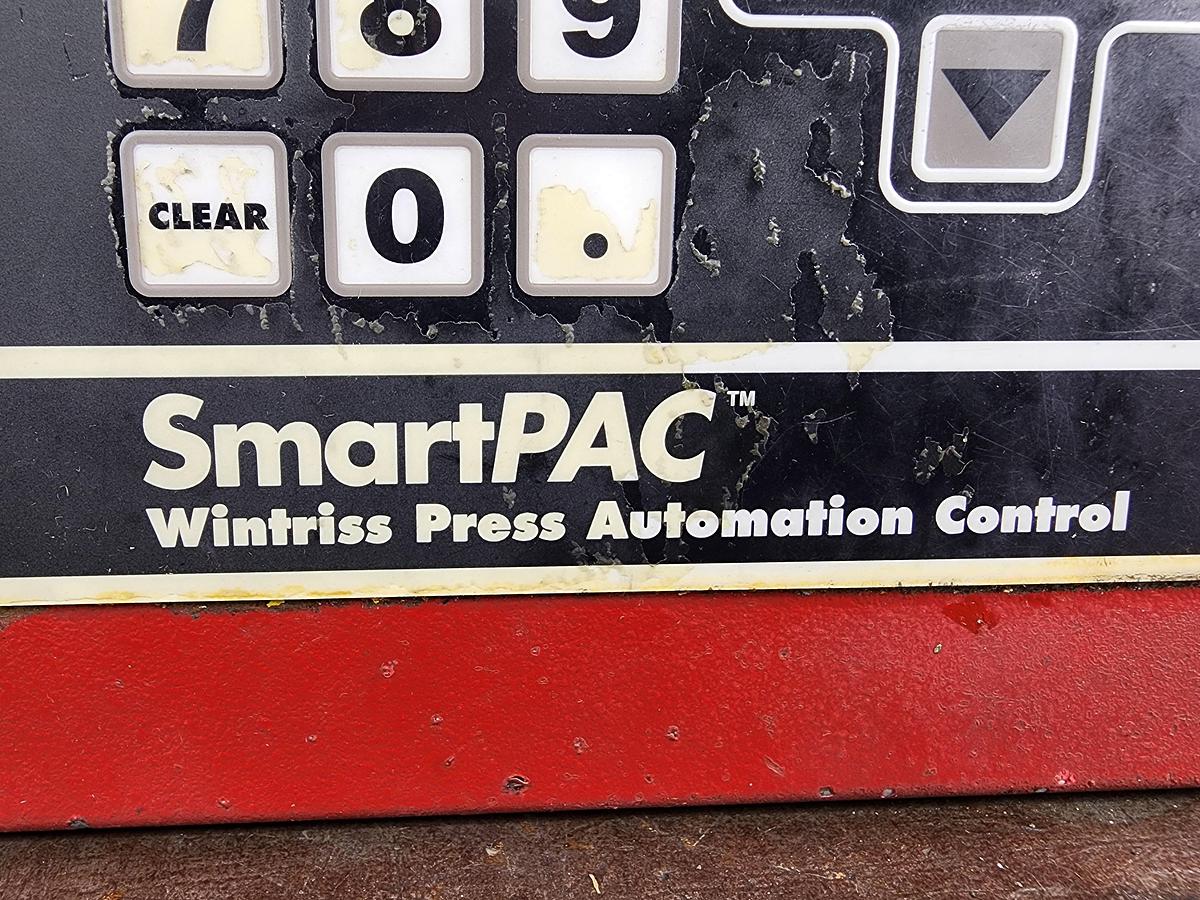 7 8 9
CLEAR 0 .
SmartPAC™
Wintriss Press Automation Control